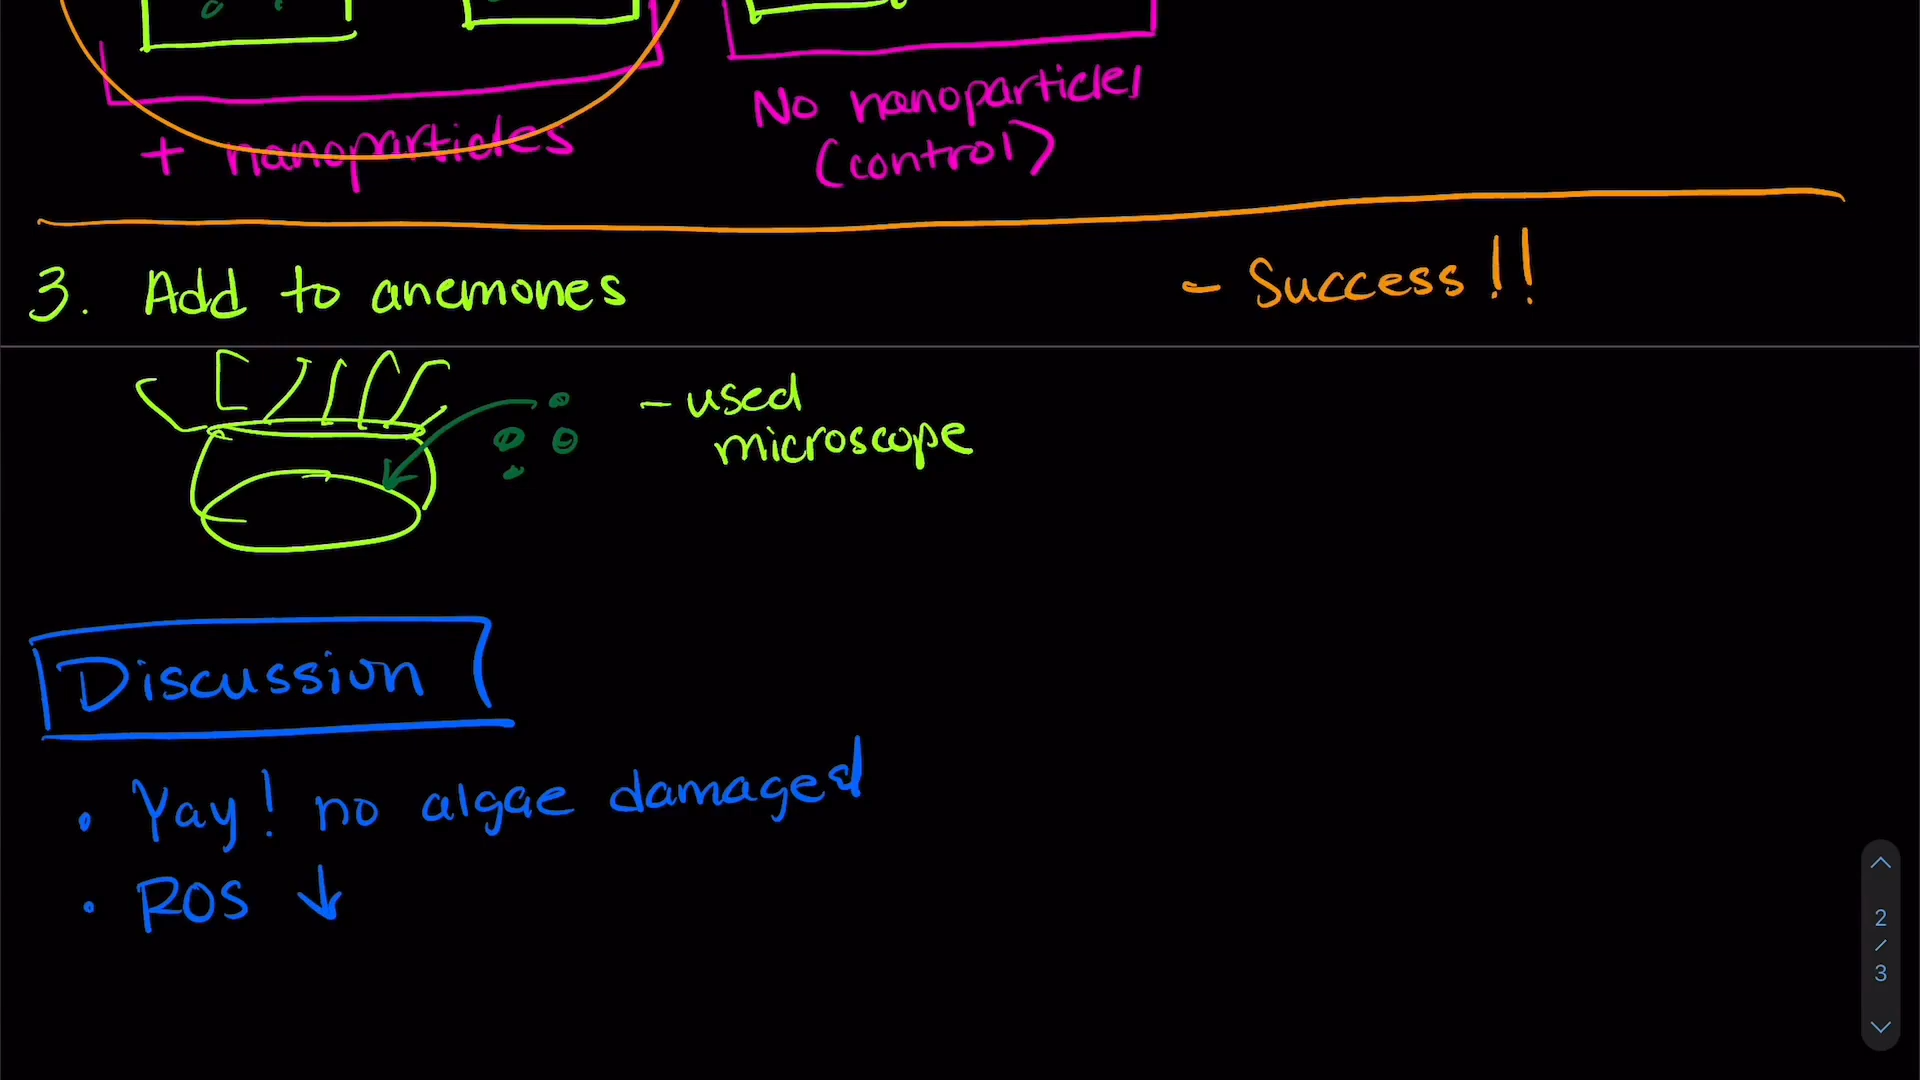 + nanoparticles
No nanoparticles
(control)
3. Add to anemones
- Success!!
- used
microscope
Discussion
• Yay! no algae damaged
• ROS ↓
2
/
3